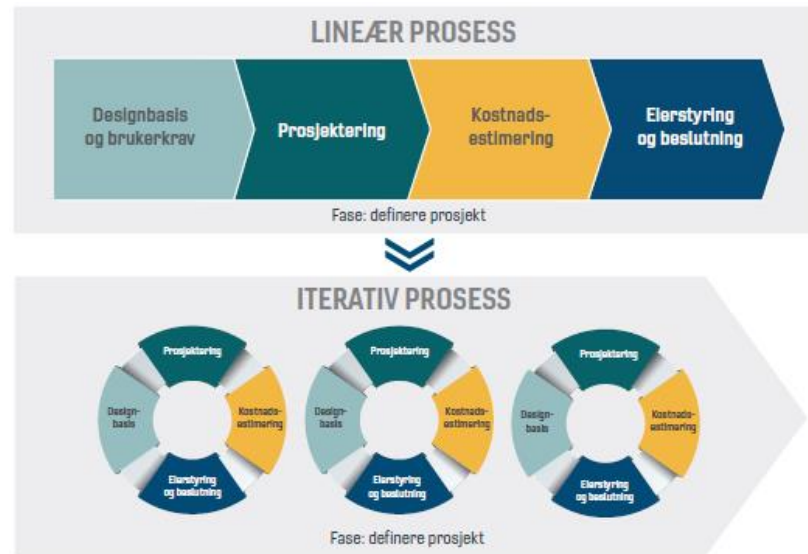 LINEÆR PROSESS
Designbasis
og brukerkrav
Prosjektering
Kostnads-
estimering
Eierstyring
og beslutning
Fase: definere prosjekt
ITERATIV PROSESS
Prosjektering
Design-
basis
Kostnads-
estimering
Eierstyring
og beslutning
Prosjektering
Design-
basis
Kostnads-
estimering
Eierstyring
og beslutning
Prosjektering
Design-
basis
Kostnads-
estimering
Eierstyring
og beslutning
Fase: definere prosjekt